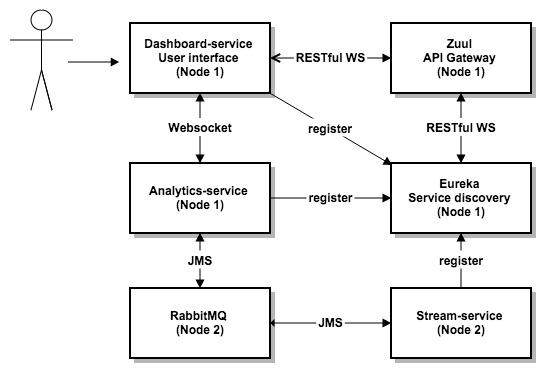 Dashboard-service
User interface
(Node 1)
RESTful WS
Zuul
API Gateway
(Node 1)
Websocket
register
RESTful WS
Analytics-service
(Node 1)
register
Eureka
Service discovery
(Node 1)
JMS
register
RabbitMQ
(Node 2)
JMS
Stream-service
(Node 2)